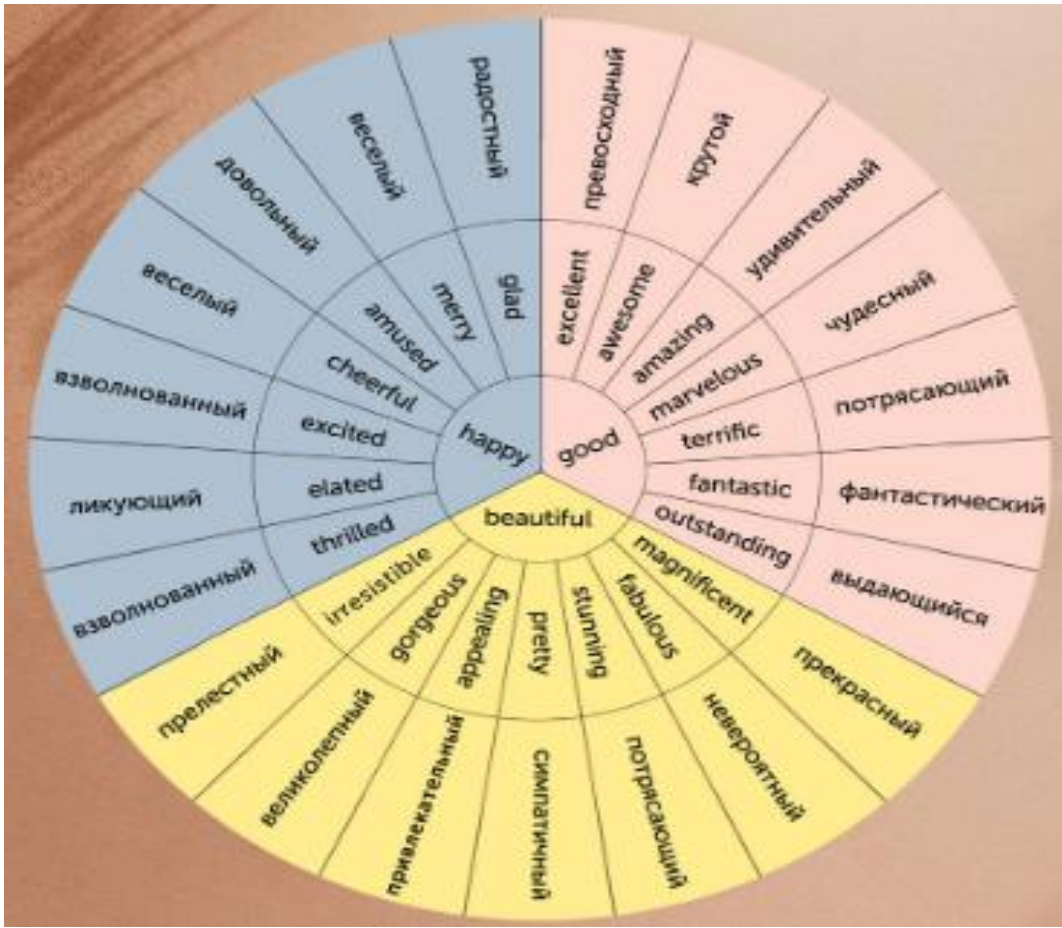 happy
glad
радостный
merry
веселый
amused
довольный
cheerful
веселый
excited
взволнованный
elated
ликующий
thrilled
взволнованный
good
excellent
превосходный
awesome
крутой
amazing
удивительный
marvelous
чудесный
terrific
потрясающий
fantastic
фантастический
outstanding
выдающийся
beautiful
magnificent
прекрасный
fabulous
невероятный
stunning
потрясающий
pretty
симпатичный
appealing
привлекательный
gorgeous
великолепный
irresistible
прелестный